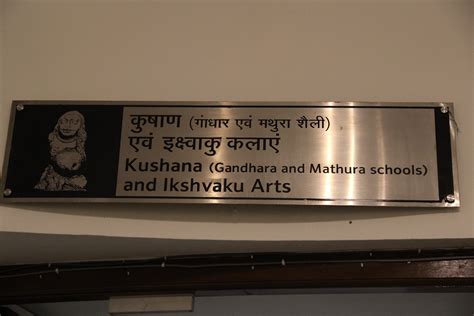 कुषाण (गांधार एवं मथुरा शैली)
एवं इक्ष्वाकु कलाएं
Kushana (Gandhara and Mathura schools)
and Ikshvaku Arts